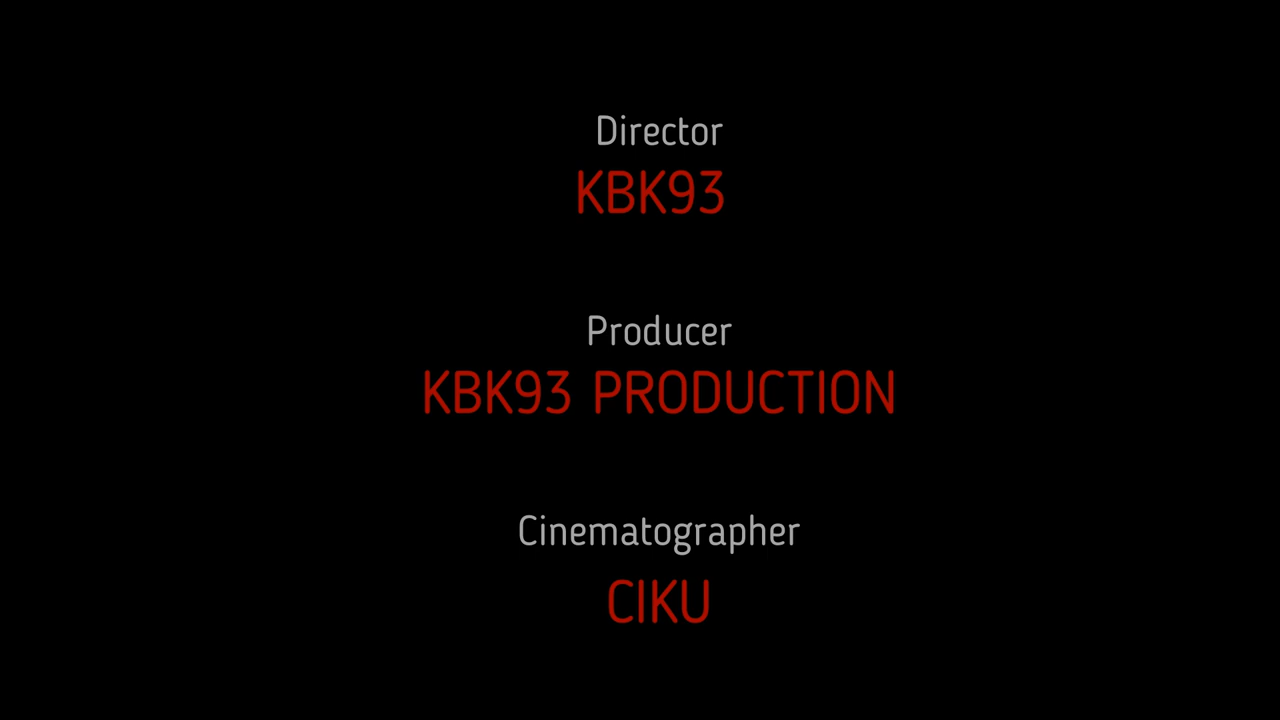 Director
KBK93
Producer
KBK93 PRODUCTION
Cinematographer
CIKU